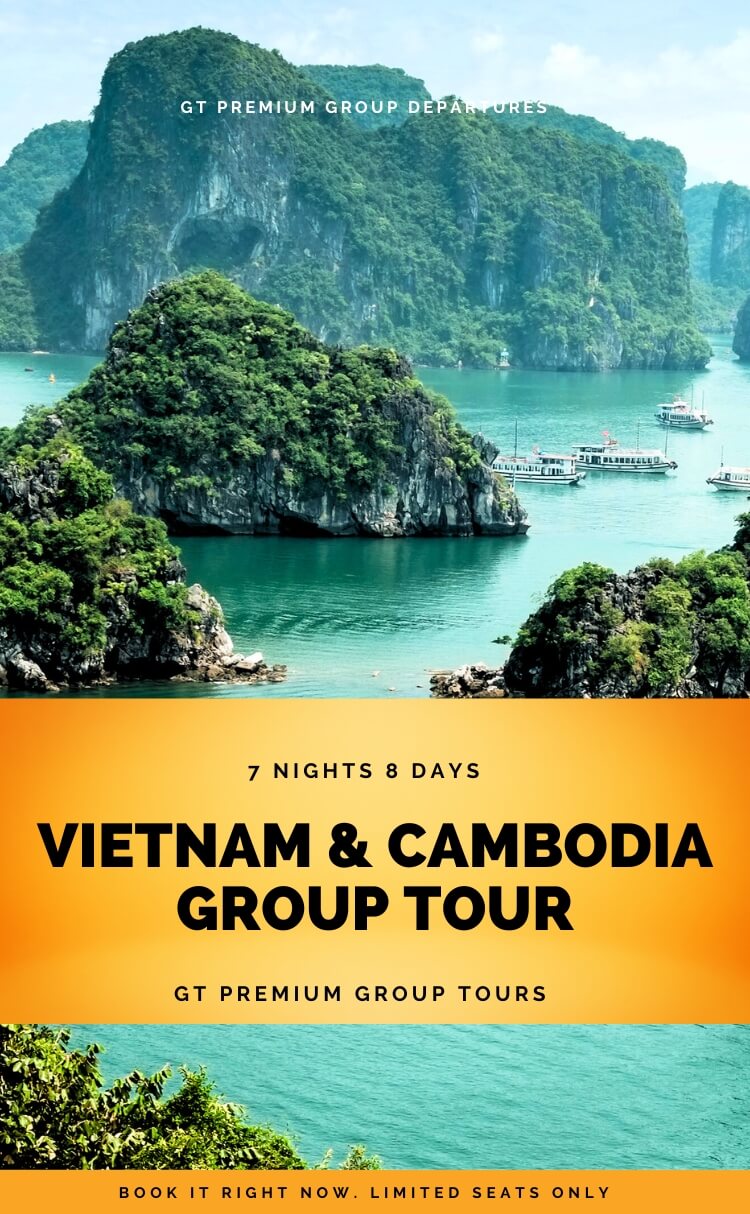 GT PREMIUM GROUP DEPARTURES
7 NIGHTS 8 DAYS
VIETNAM & CAMBODIA
GROUP TOUR
GT PREMIUM GROUP TOURS
BOOK IT RIGHT NOW. LIMITED SEATS ONLY